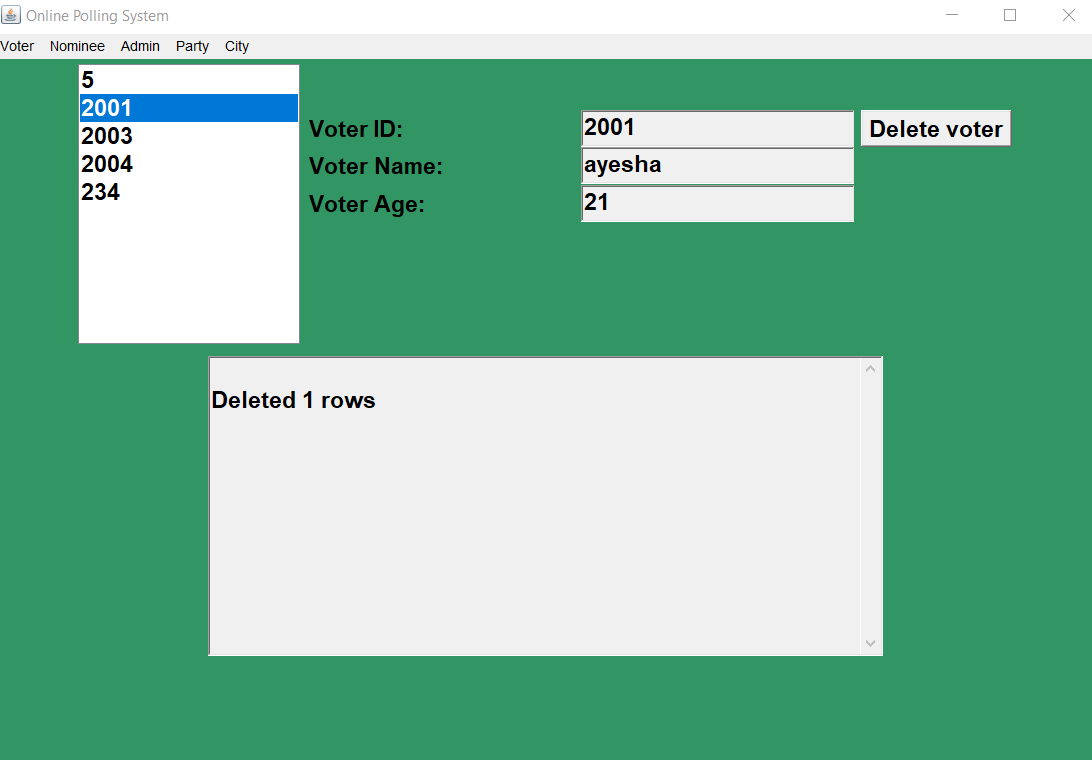 Online Polling System
Voter Nominee Admin Party City
5
2001
2003
2004
234
Voter ID: 2001 Delete voter
Voter Name: ayesha
Voter Age: 21
Deleted 1 rows